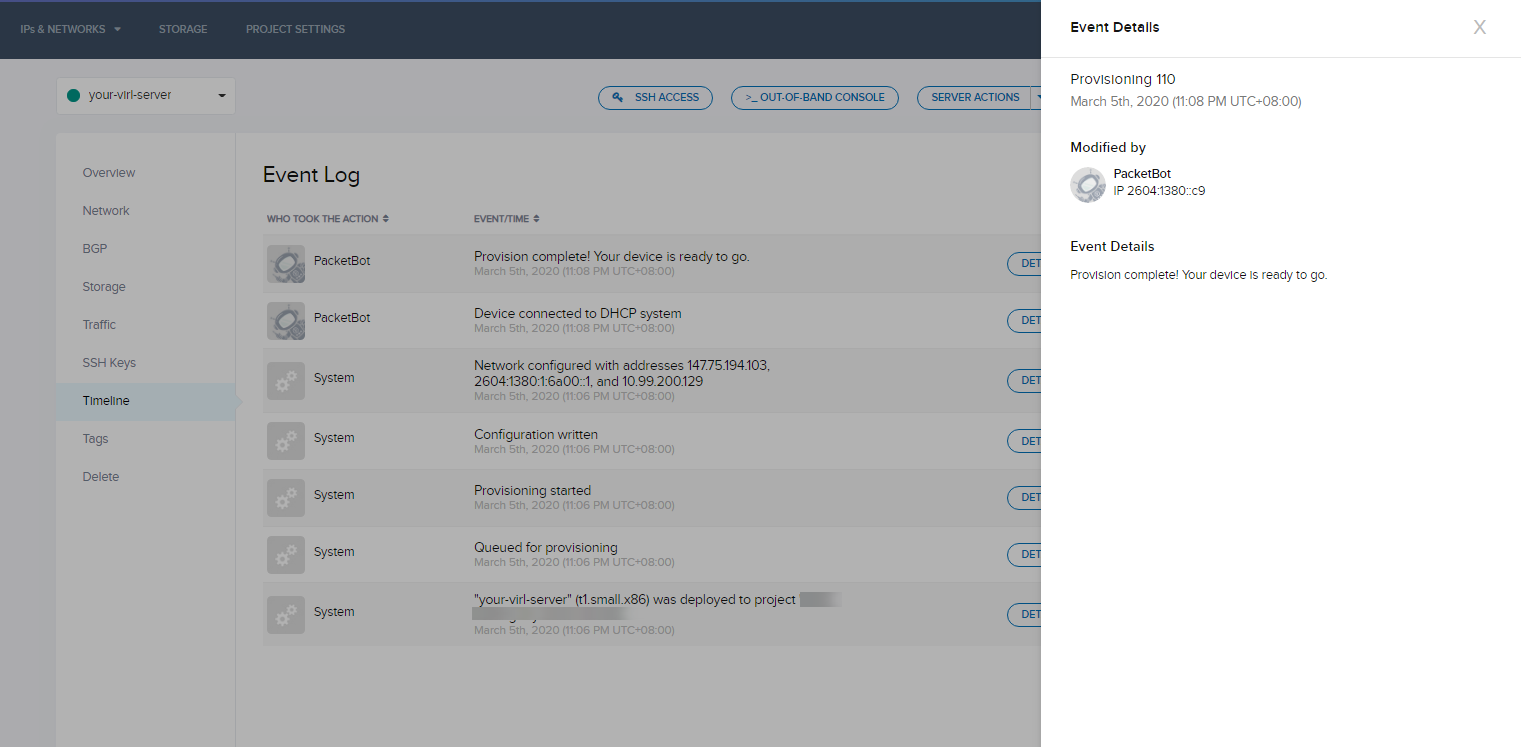 IPs & NETWORKS
STORAGE
PROJECT SETTINGS
your-virl-server
SSH ACCESS
>_ OUT-OF-BAND CONSOLE
SERVER ACTIONS
Overview
Network
BGP
Storage
Traffic
SSH Keys
Timeline
Tags
Delete
Event Log
WHO TOOK THE ACTION
EVENT/TIME
PacketBot
Provision complete! Your device is ready to go.
March 5th, 2020 (11:08 PM UTC+08:00)
DET
PacketBot
Device connected to DHCP system
March 5th, 2020 (11:08 PM UTC+08:00)
DET
System
Network configured with addresses 147.75.194.103,
2604:1380:1:6a00::1, and 10.99.200.129
March 5th, 2020 (11:06 PM UTC+08:00)
DET
System
Configuration written
March 5th, 2020 (11:06 PM UTC+08:00)
DET
System
Provisioning started
March 5th, 2020 (11:06 PM UTC+08:00)
DET
System
Queued for provisioning
March 5th, 2020 (11:06 PM UTC+08:00)
DET
System
"your-virl-server" (t1.small.x86) was deployed to project
March 5th, 2020 (11:06 PM UTC+08:00)
DET
Event Details
X
Provisioning 110
March 5th, 2020 (11:08 PM UTC+08:00)
Modified by
PacketBot
IP 2604:1380::c9
Event Details
Provision complete! Your device is ready to go.